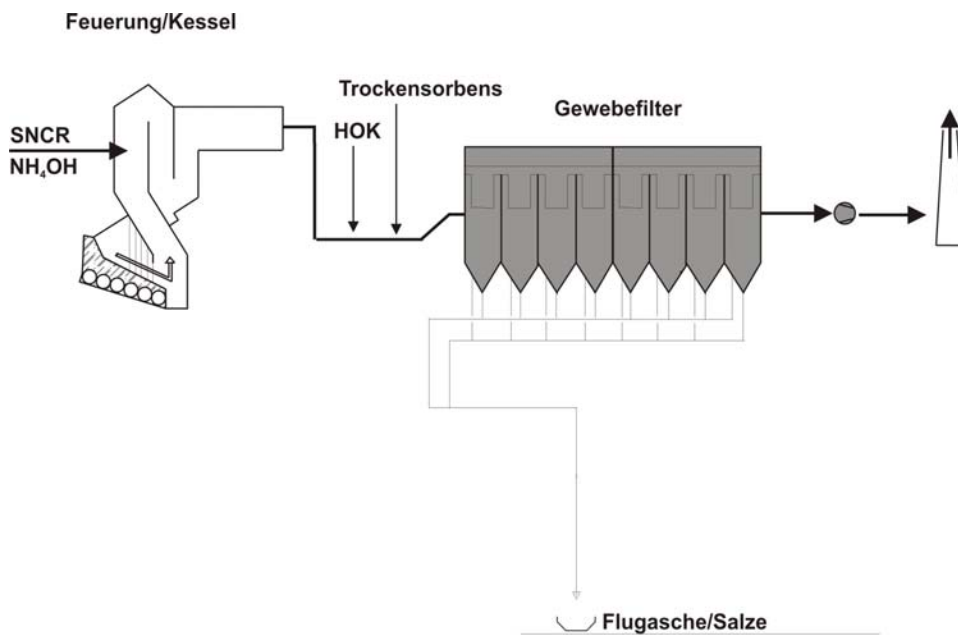 Feuerung/Kessel
Trockensorbens
HOK
Gewebefilter
SNCR
NH₄OH
Flugasche/Salze